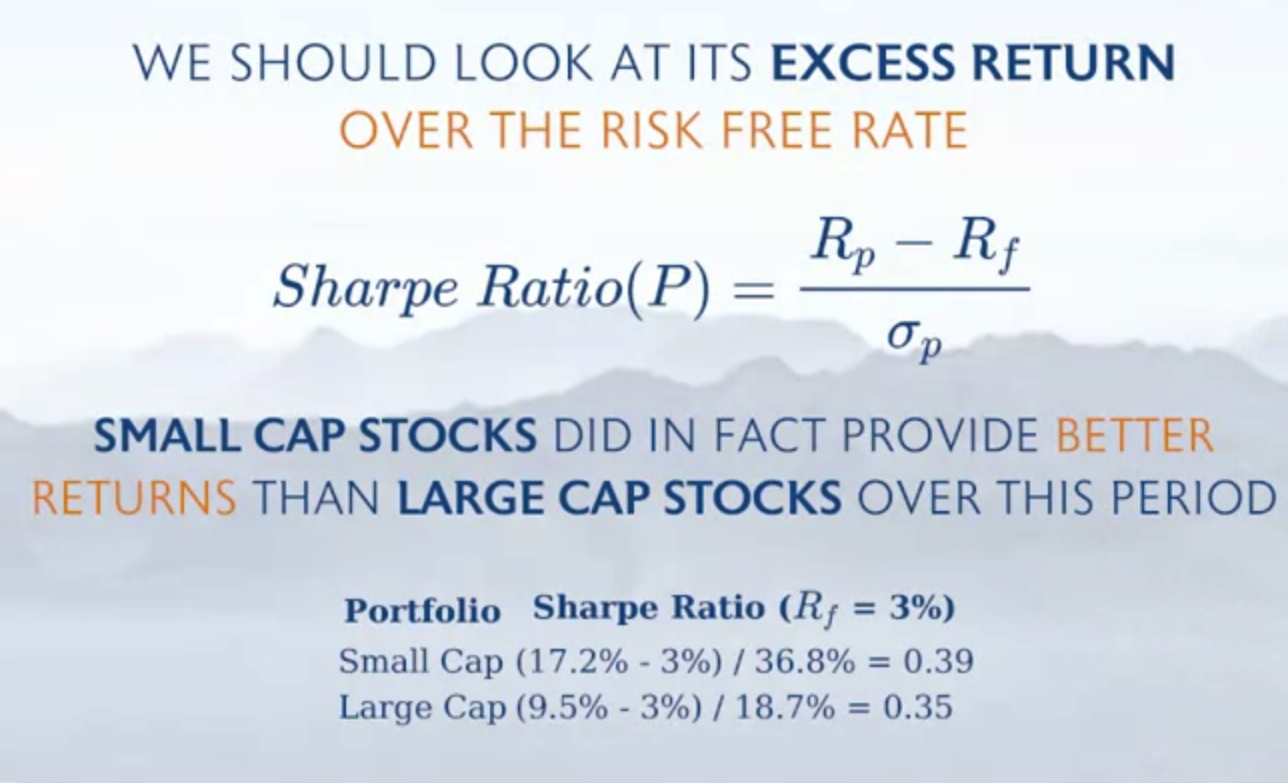 WE SHOULD LOOK AT ITS EXCESS RETURN
OVER THE RISK FREE RATE
Sharpe Ratio(P) = \frac{R_p - R_f}{\sigma_p}
SMALL CAP STOCKS DID IN FACT PROVIDE BETTER
RETURNS THAN LARGE CAP STOCKS OVER THIS PERIOD
Portfolio Sharpe Ratio (R_f = 3%)
Small Cap (17.2% - 3%) / 36.8% = 0.39
Large Cap (9.5% - 3%) / 18.7% = 0.35